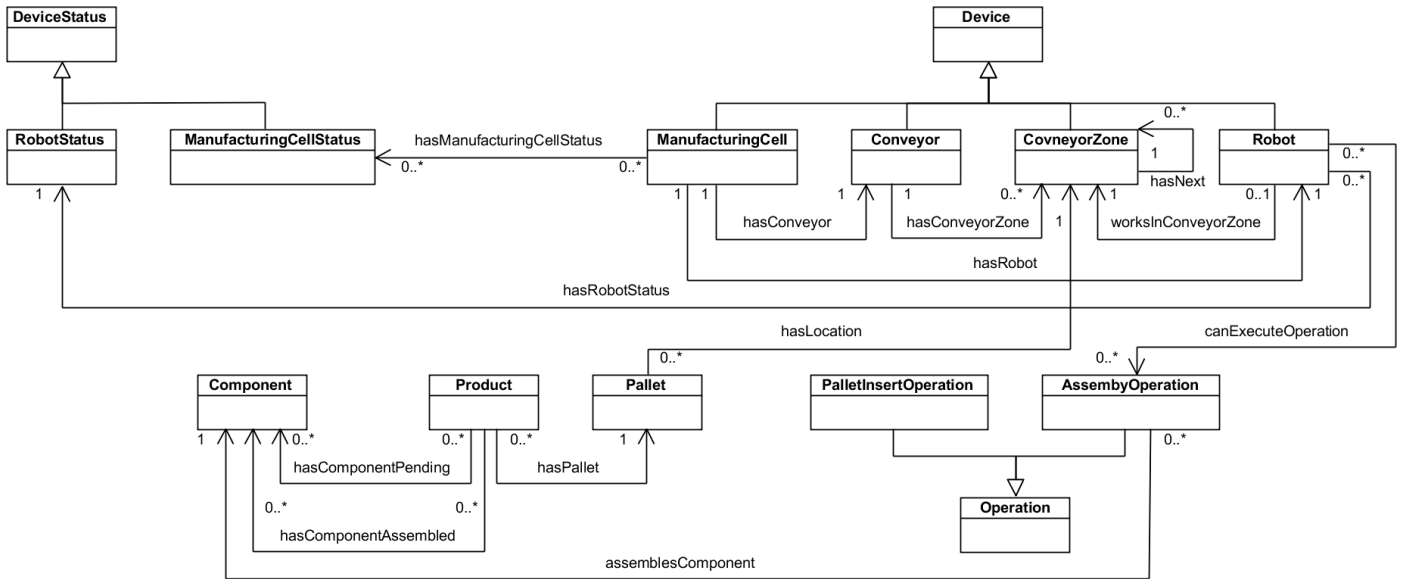 DeviceStatus
Device
0..*
RobotStatus
ManufacturingCellStatus
hasManufacturingCellStatus
ManufacturingCell
Conveyor
CovneyorZone
Robot
0..*
0..*
1
0..*
hasNext
1
0..*
1
1
1
1
0..*
1
0..1
1
hasConveyor
hasConveyorZone
1
worksInConveyorZone
hasRobot
hasRobotStatus
hasLocation
canExecuteOperation
0..*
0..*
Component
Product
Pallet
PalletInsertOperation
AssembyOperation
1
0..*
0..*
0..*
1
0..*
hasComponentPending
hasPallet
0..*
0..*
Operation
hasComponentAssembled
assemblesComponent